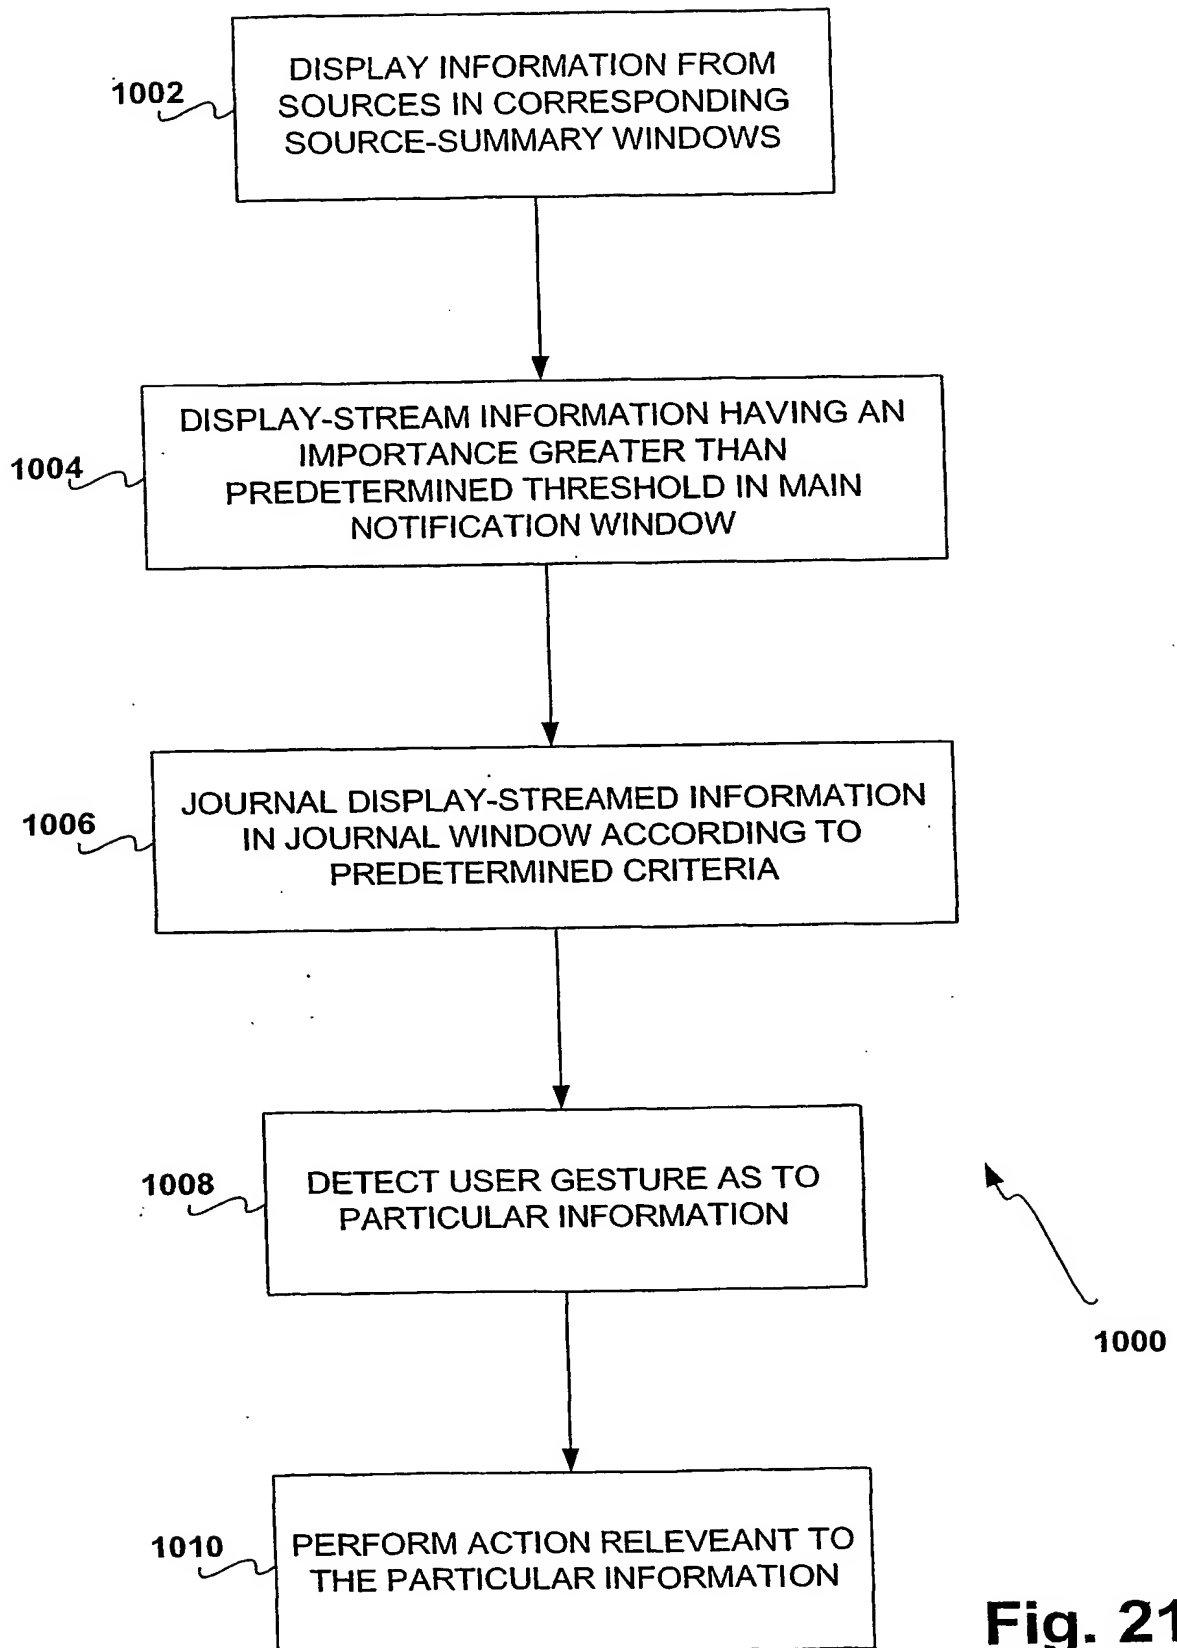 DISPLAY INFORMATION FROM
SOURCES IN CORRESPONDING
SOURCE-SUMMARY WINDOWS
1002
DISPLAY-STREAM INFORMATION HAVING AN
IMPORTANCE GREATER THAN
PREDETERMINED THRESHOLD IN MAIN
NOTIFICATION WINDOW
1004
JOURNAL DISPLAY-STREAMED INFORMATION
IN JOURNAL WINDOW ACCORDING TO
PREDETERMINED CRITERIA
1006
DETECT USER GESTURE AS TO
PARTICULAR INFORMATION
1008
1000
PERFORM ACTION RELEVEANT TO
THE PARTICULAR INFORMATION
1010
Fig. 21